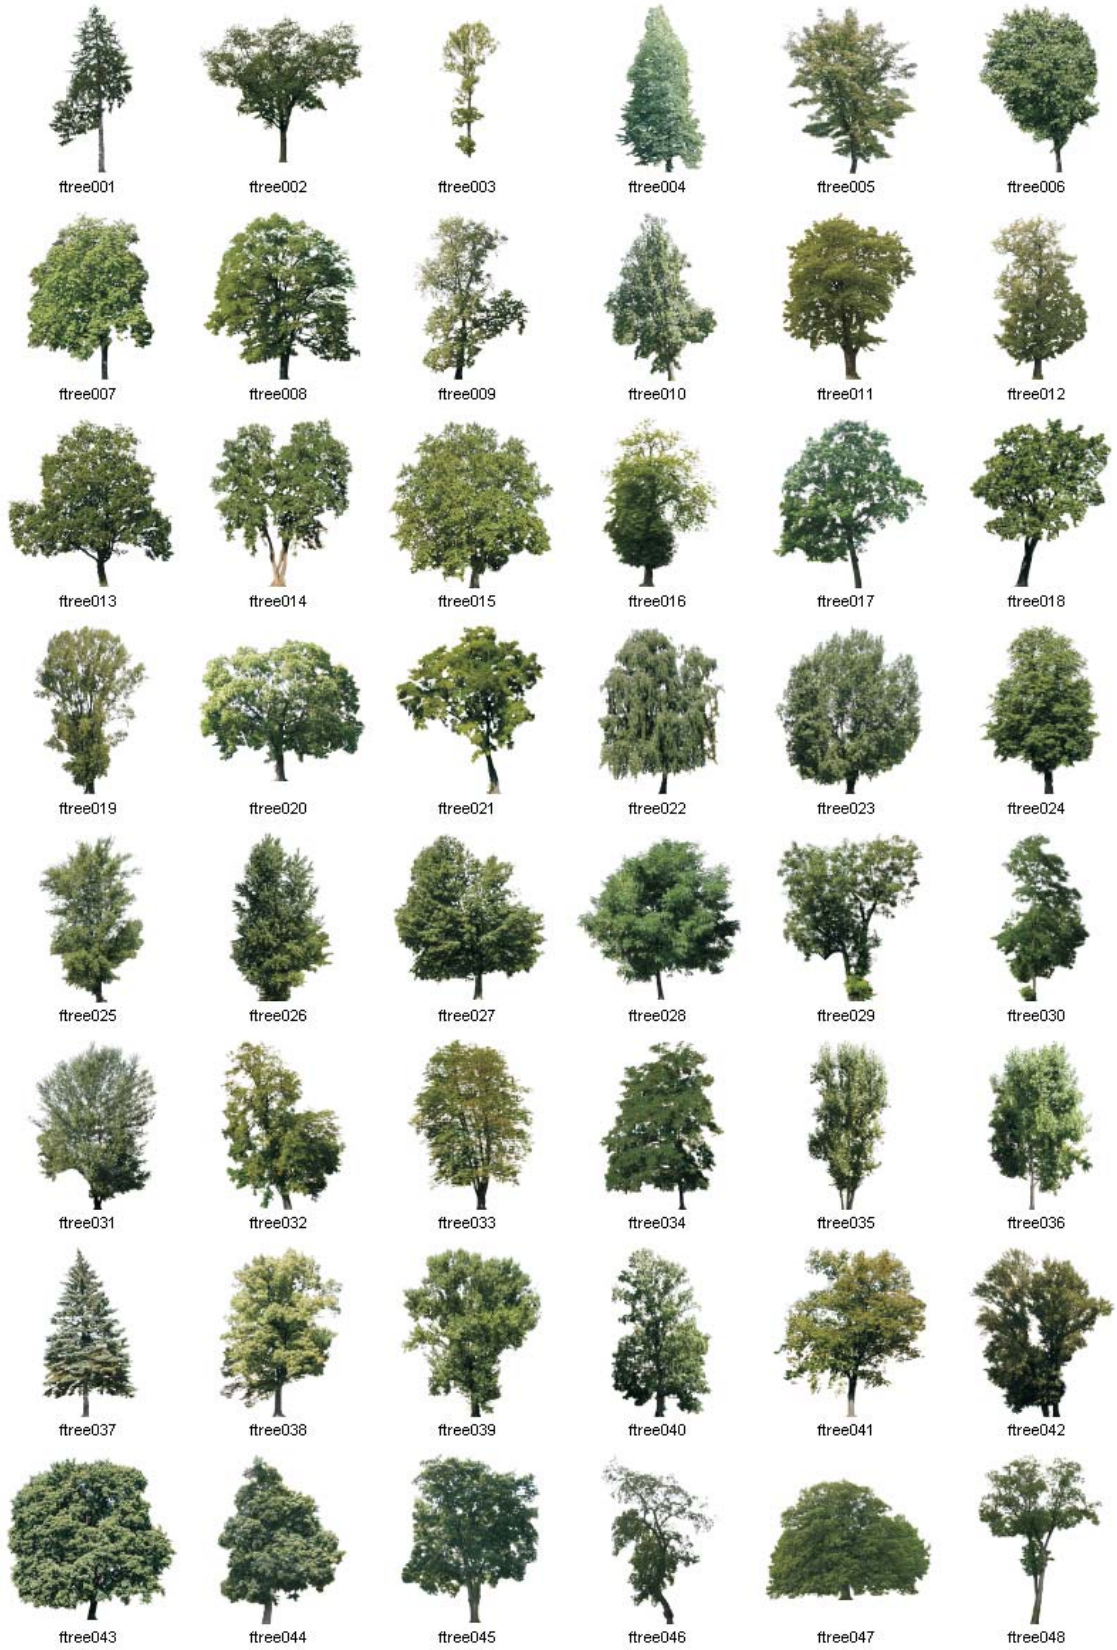 ftree001 ftree002 ftree003 ftree004 ftree005 ftree006
ftree007 ftree008 ftree009 ftree010 ftree011 ftree012
ftree013 ftree014 ftree015 ftree016 ftree017 ftree018
ftree019 ftree020 ftree021 ftree022 ftree023 ftree024
ftree025 ftree026 ftree027 ftree028 ftree029 ftree030
ftree031 ftree032 ftree033 ftree034 ftree035 ftree036
ftree037 ftree038 ftree039 ftree040 ftree041 ftree042
ftree043 ftree044 ftree045 ftree046 ftree047 ftree048